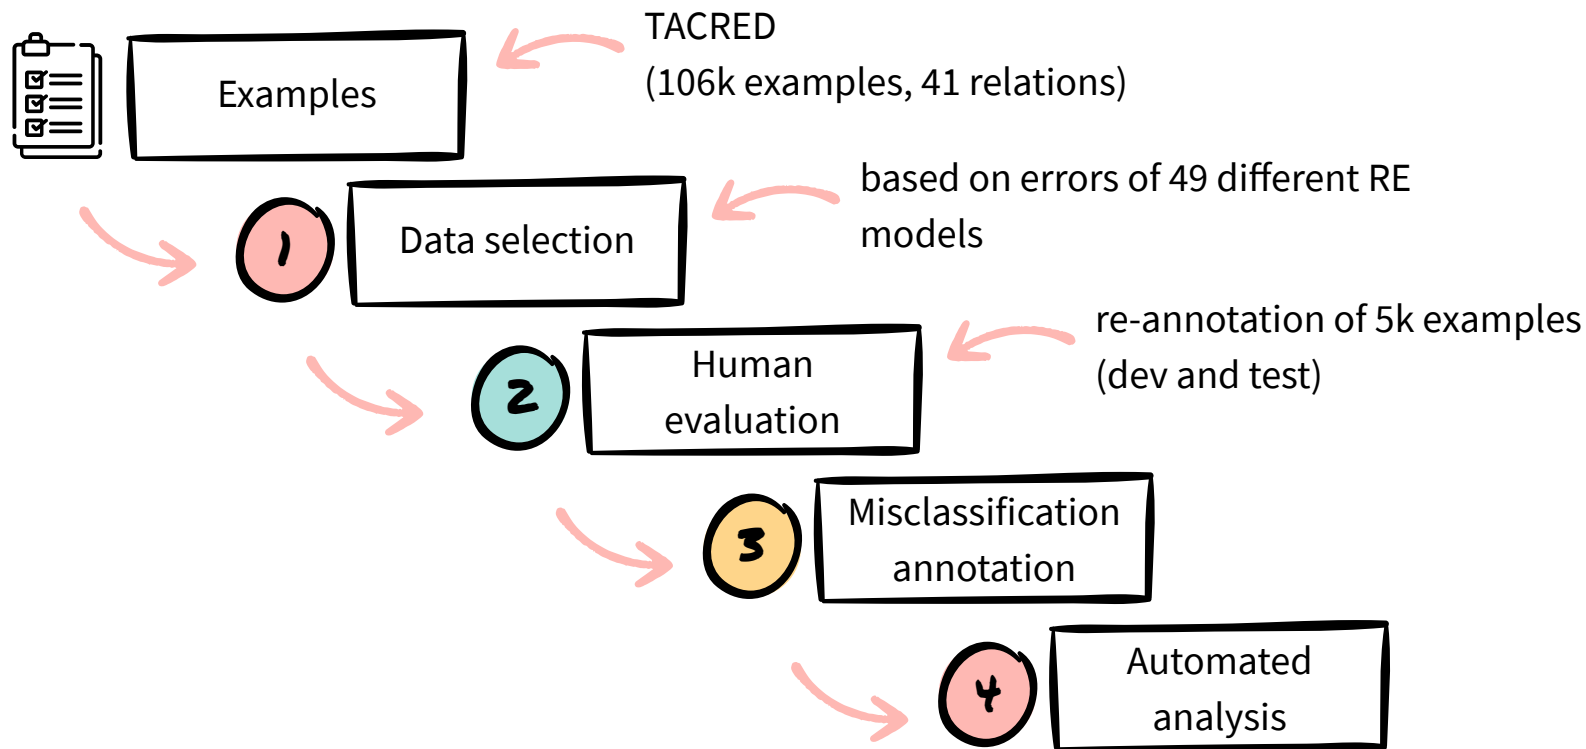 Examples
TACRED
(106k examples, 41 relations)
1
Data selection
based on errors of 49 different RE
models
2
Human
evaluation
re-annotation of 5k examples
(dev and test)
3
Misclassification
annotation
4
Automated
analysis